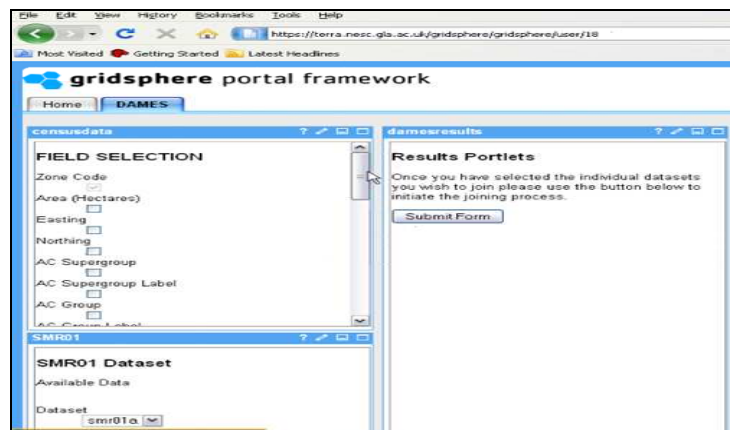 File Edit View History Bookmarks Tools Help
https://terra.nesc.gla.ac.uk/gridsphere/gridsphere/user/18
Most Visited Getting Started Latest Headlines
gridsphere portal framework
Home DAMES
censusdata ?
FIELD SELECTION
Zone Code
Area (Hectares)
Easting
Northing
AC Supergroup
AC Supergroup Label
AC Group
AC Group Label
SMR01 ?
SMR01 Dataset
Available Data
Dataset
smr01a
damesresults ?
Results Portlets
Once you have selected the individual datasets
you wish to join please use the button below to
initiate the joining process.
Submit Form